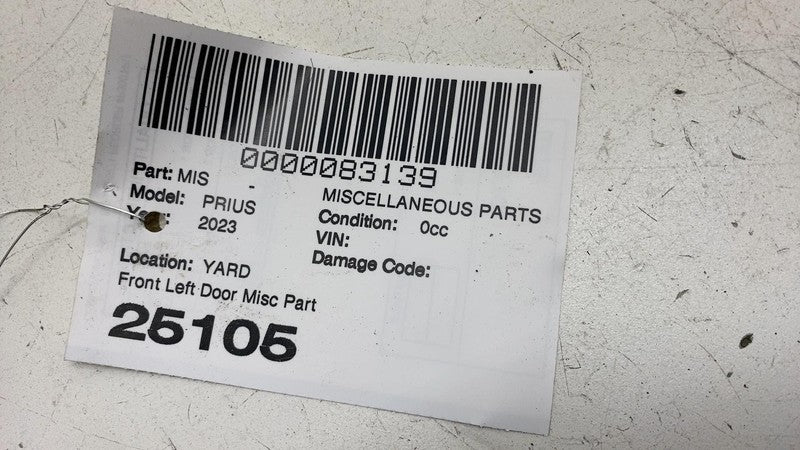 0000083139
Part: MIS
MISCELLANEOUS PARTS
Model: PRIUS
Condition: 0cc
2023
VIN:
Damage Code:
Location: YARD
Front Left Door Misc Part
25105